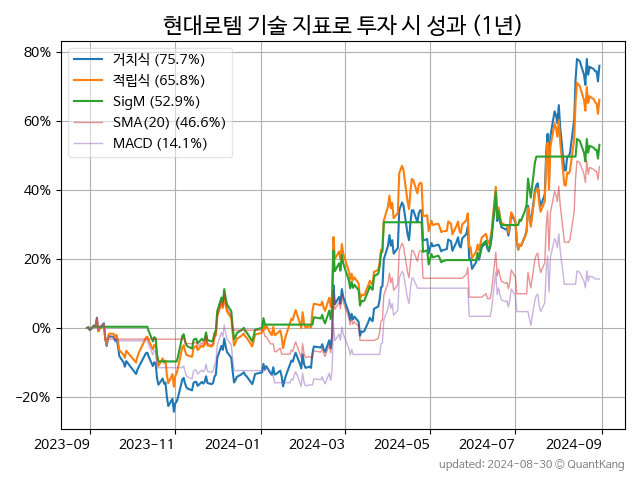 현대로템 기술 지표로 투자 시 성과 (1년)
80%
60%
40%
20%
0%
−20%
거치식 (75.7%)
적립식 (65.8%)
SigM (52.9%)
SMA(20) (46.6%)
MACD (14.1%)
2023−09 2023−11 2024−01 2024−03 2024−05 2024−07 2024−09
updated: 2024-08-30 © QuantKang